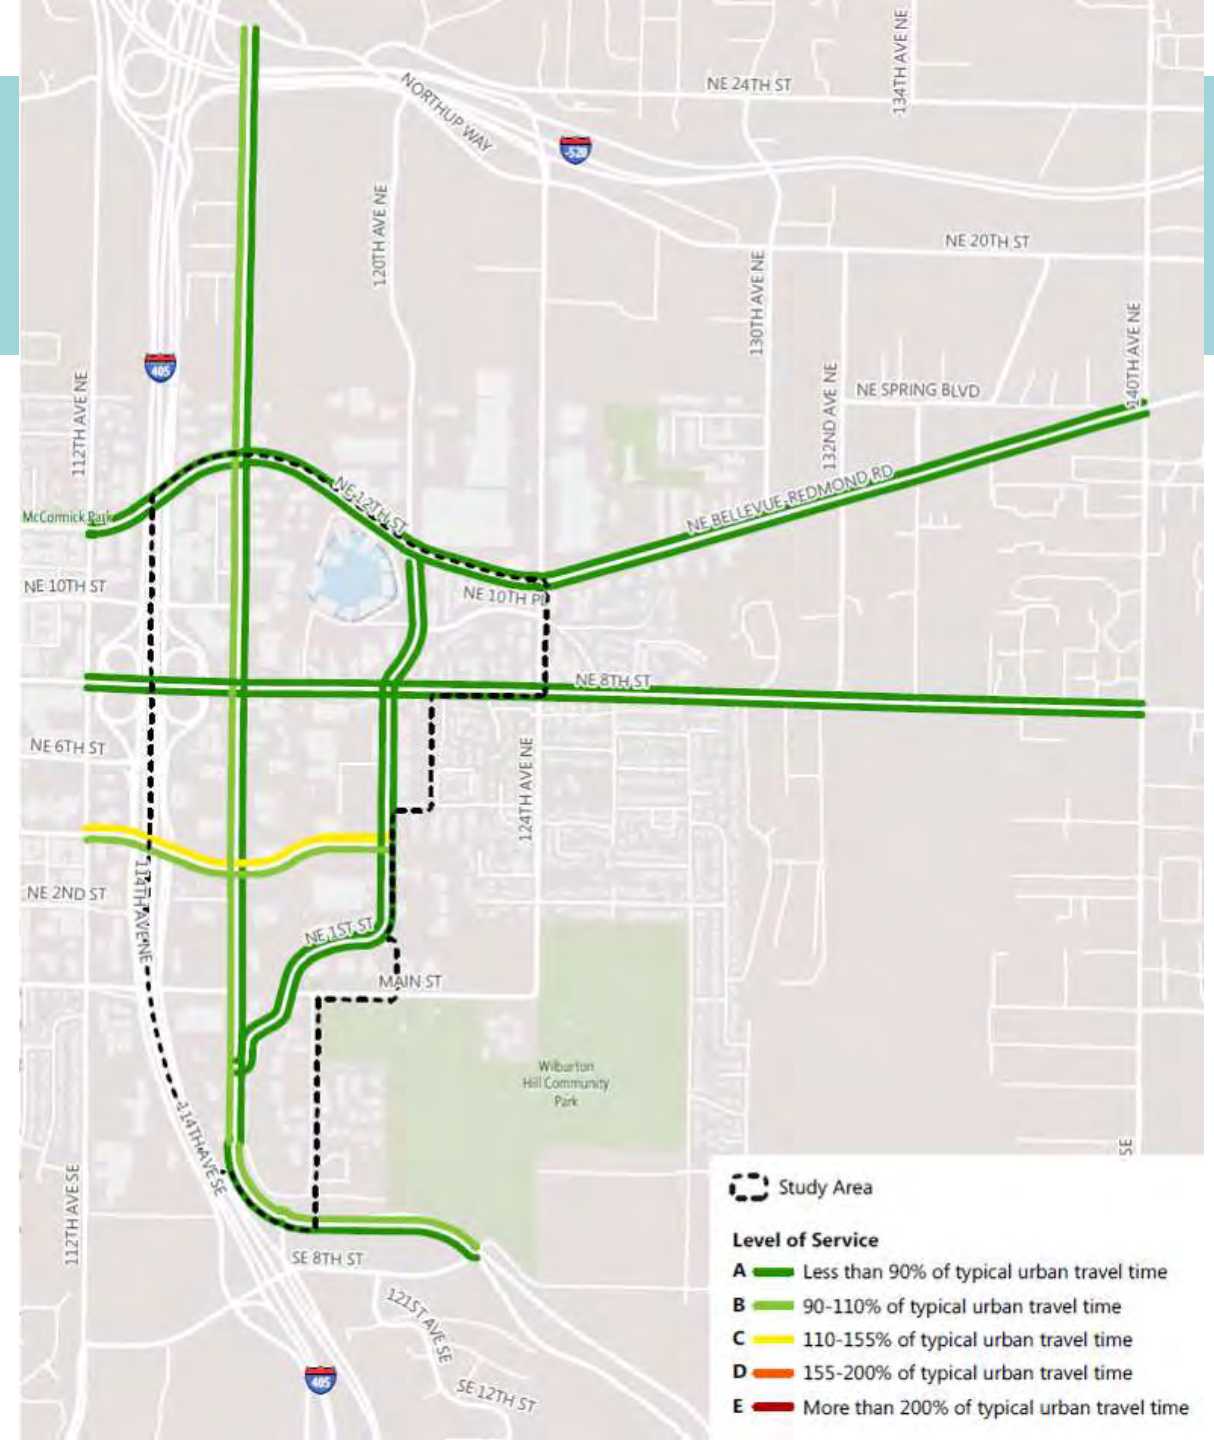 134TH AVE NE
NE 24TH ST
NORTHUP WAY
520
120TH AVE NE
NE 20TH ST
130TH AVE NE
140TH AVE NE
405
112TH AVE NE
132ND AVE NE
NE SPRING BLVD
NE 12TH ST
NE BELLEVUE-REDMOND RD
McCormick Park
NE 10TH ST
NE 10TH PL
NE 8TH ST
NE 6TH ST
124TH AVE NE
114TH AVE NE
NE 2ND ST
NE 1ST ST
MAIN ST
Wilburton
Hill Community
Park
114TH AVE SE
112TH AVE SE
SE
SE 8TH ST
121ST AVE SE
405
SE 12TH ST
Study Area
Level of Service
A Less than 90% of typical urban travel time
B 90-110% of typical urban travel time
C 110-155% of typical urban travel time
D 155-200% of typical urban travel time
E More than 200% of typical urban travel time